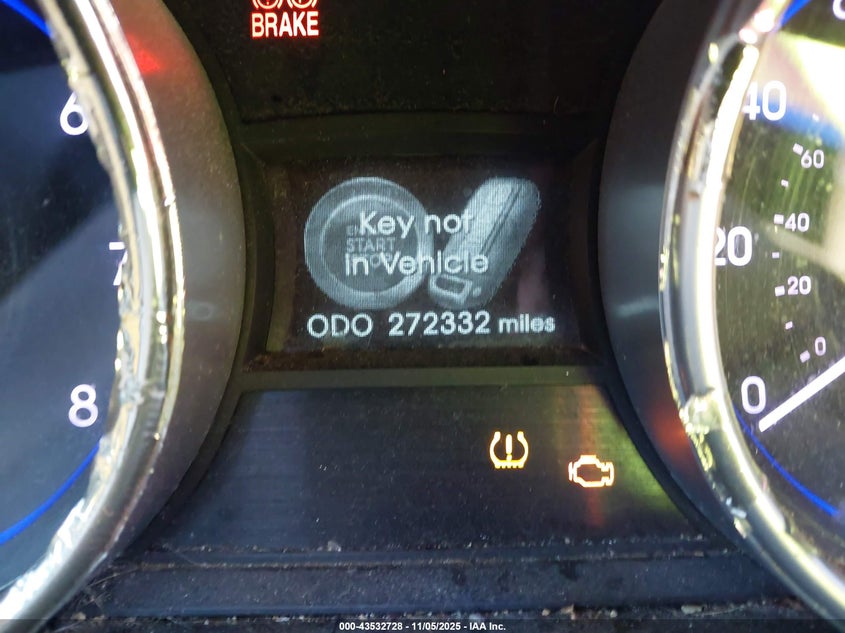 BRAKE
6
7
8
Key not
in Vehicle
START
ODO 272332 miles
40
60
40
20
20
0
0
000-43532728 - 11/05/2025 - IAA Inc.